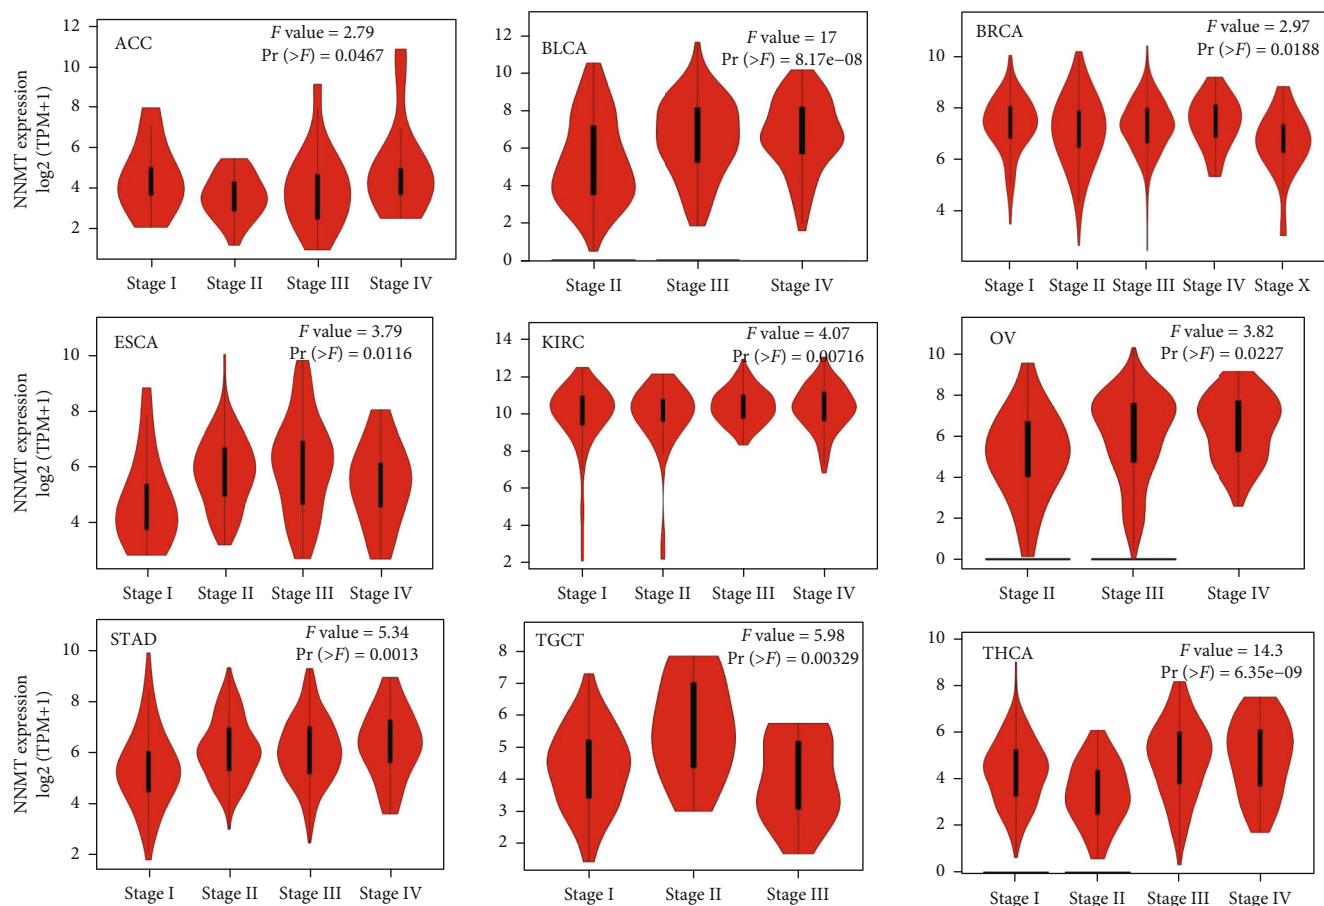 ACC
F value = 2.79
Pr (>F) = 0.0467
NNMT expression
log2 (TPM+1)
12
10
8
6
4
2
Stage I Stage II Stage III Stage IV
BLCA
F value = 17
Pr (>F) = 8.17e−08
12
10
8
6
4
2
0
Stage II Stage III Stage IV
BRCA
F value = 2.97
Pr (>F) = 0.0188
10
8
6
4
Stage I Stage II Stage III Stage IV Stage X
ESCA
F value = 3.79
Pr (>F) = 0.0116
NNMT expression
log2 (TPM+1)
10
8
6
4
Stage I Stage II Stage III Stage IV
KIRC
F value = 4.07
Pr (>F) = 0.00716
14
12
10
8
6
4
2
Stage I Stage II Stage III Stage IV
OV
F value = 3.82
Pr (>F) = 0.0227
10
8
6
4
2
0
Stage II Stage III Stage IV
STAD
F value = 5.34
Pr (>F) = 0.0013
NNMT expression
log2 (TPM+1)
10
8
6
4
2
Stage I Stage II Stage III Stage IV
TGCT
F value = 5.98
Pr (>F) = 0.00329
8
7
6
5
4
3
2
Stage I Stage II Stage III
THCA
F value = 14.3
Pr (>F) = 6.35e−09
10
8
6
4
2
0
Stage I Stage II Stage III Stage IV